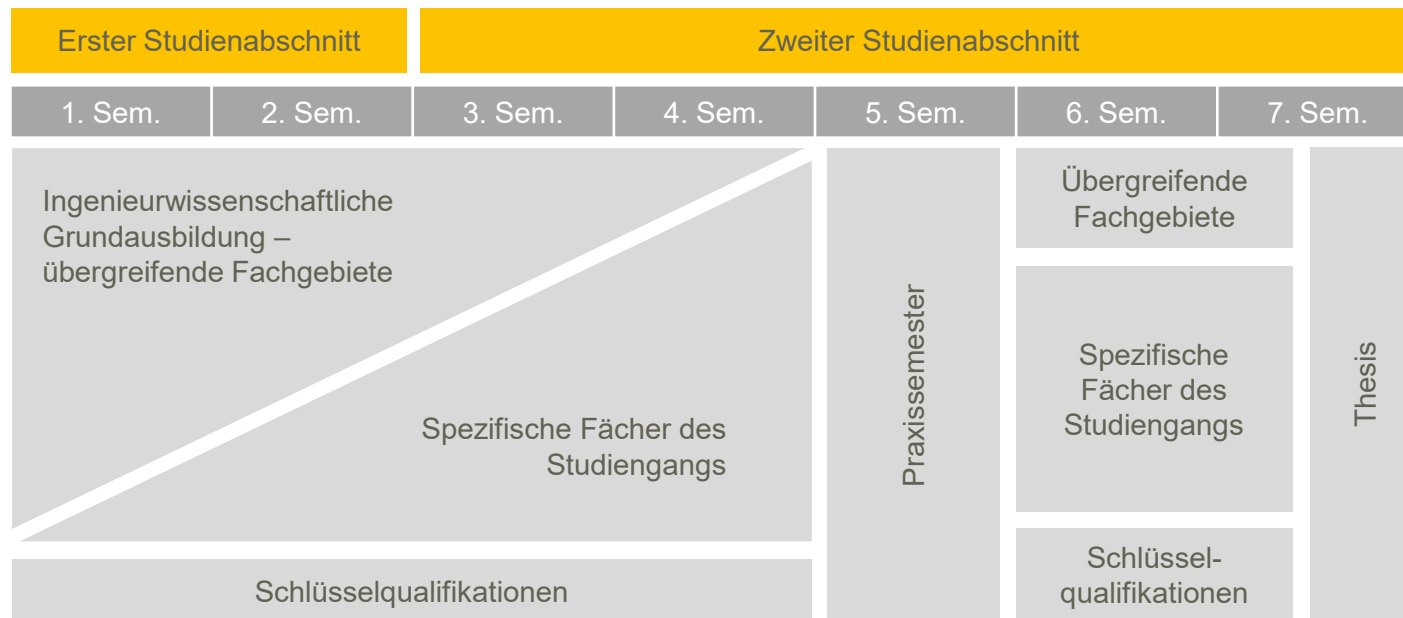 Erster Studienabschnitt
Zweiter Studienabschnitt
1. Sem.
2. Sem.
3. Sem.
4. Sem.
5. Sem.
6. Sem.
7. Sem.
Ingenieurwissenschaftliche
Grundausbildung –
übergreifende Fachgebiete
Spezifische Fächer des
Studiengangs
Schlüsselqualifikationen
Praxissemester
Übergreifende
Fachgebiete
Spezifische
Fächer des
Studiengangs
Schlüssel-
qualifikationen
Thesis